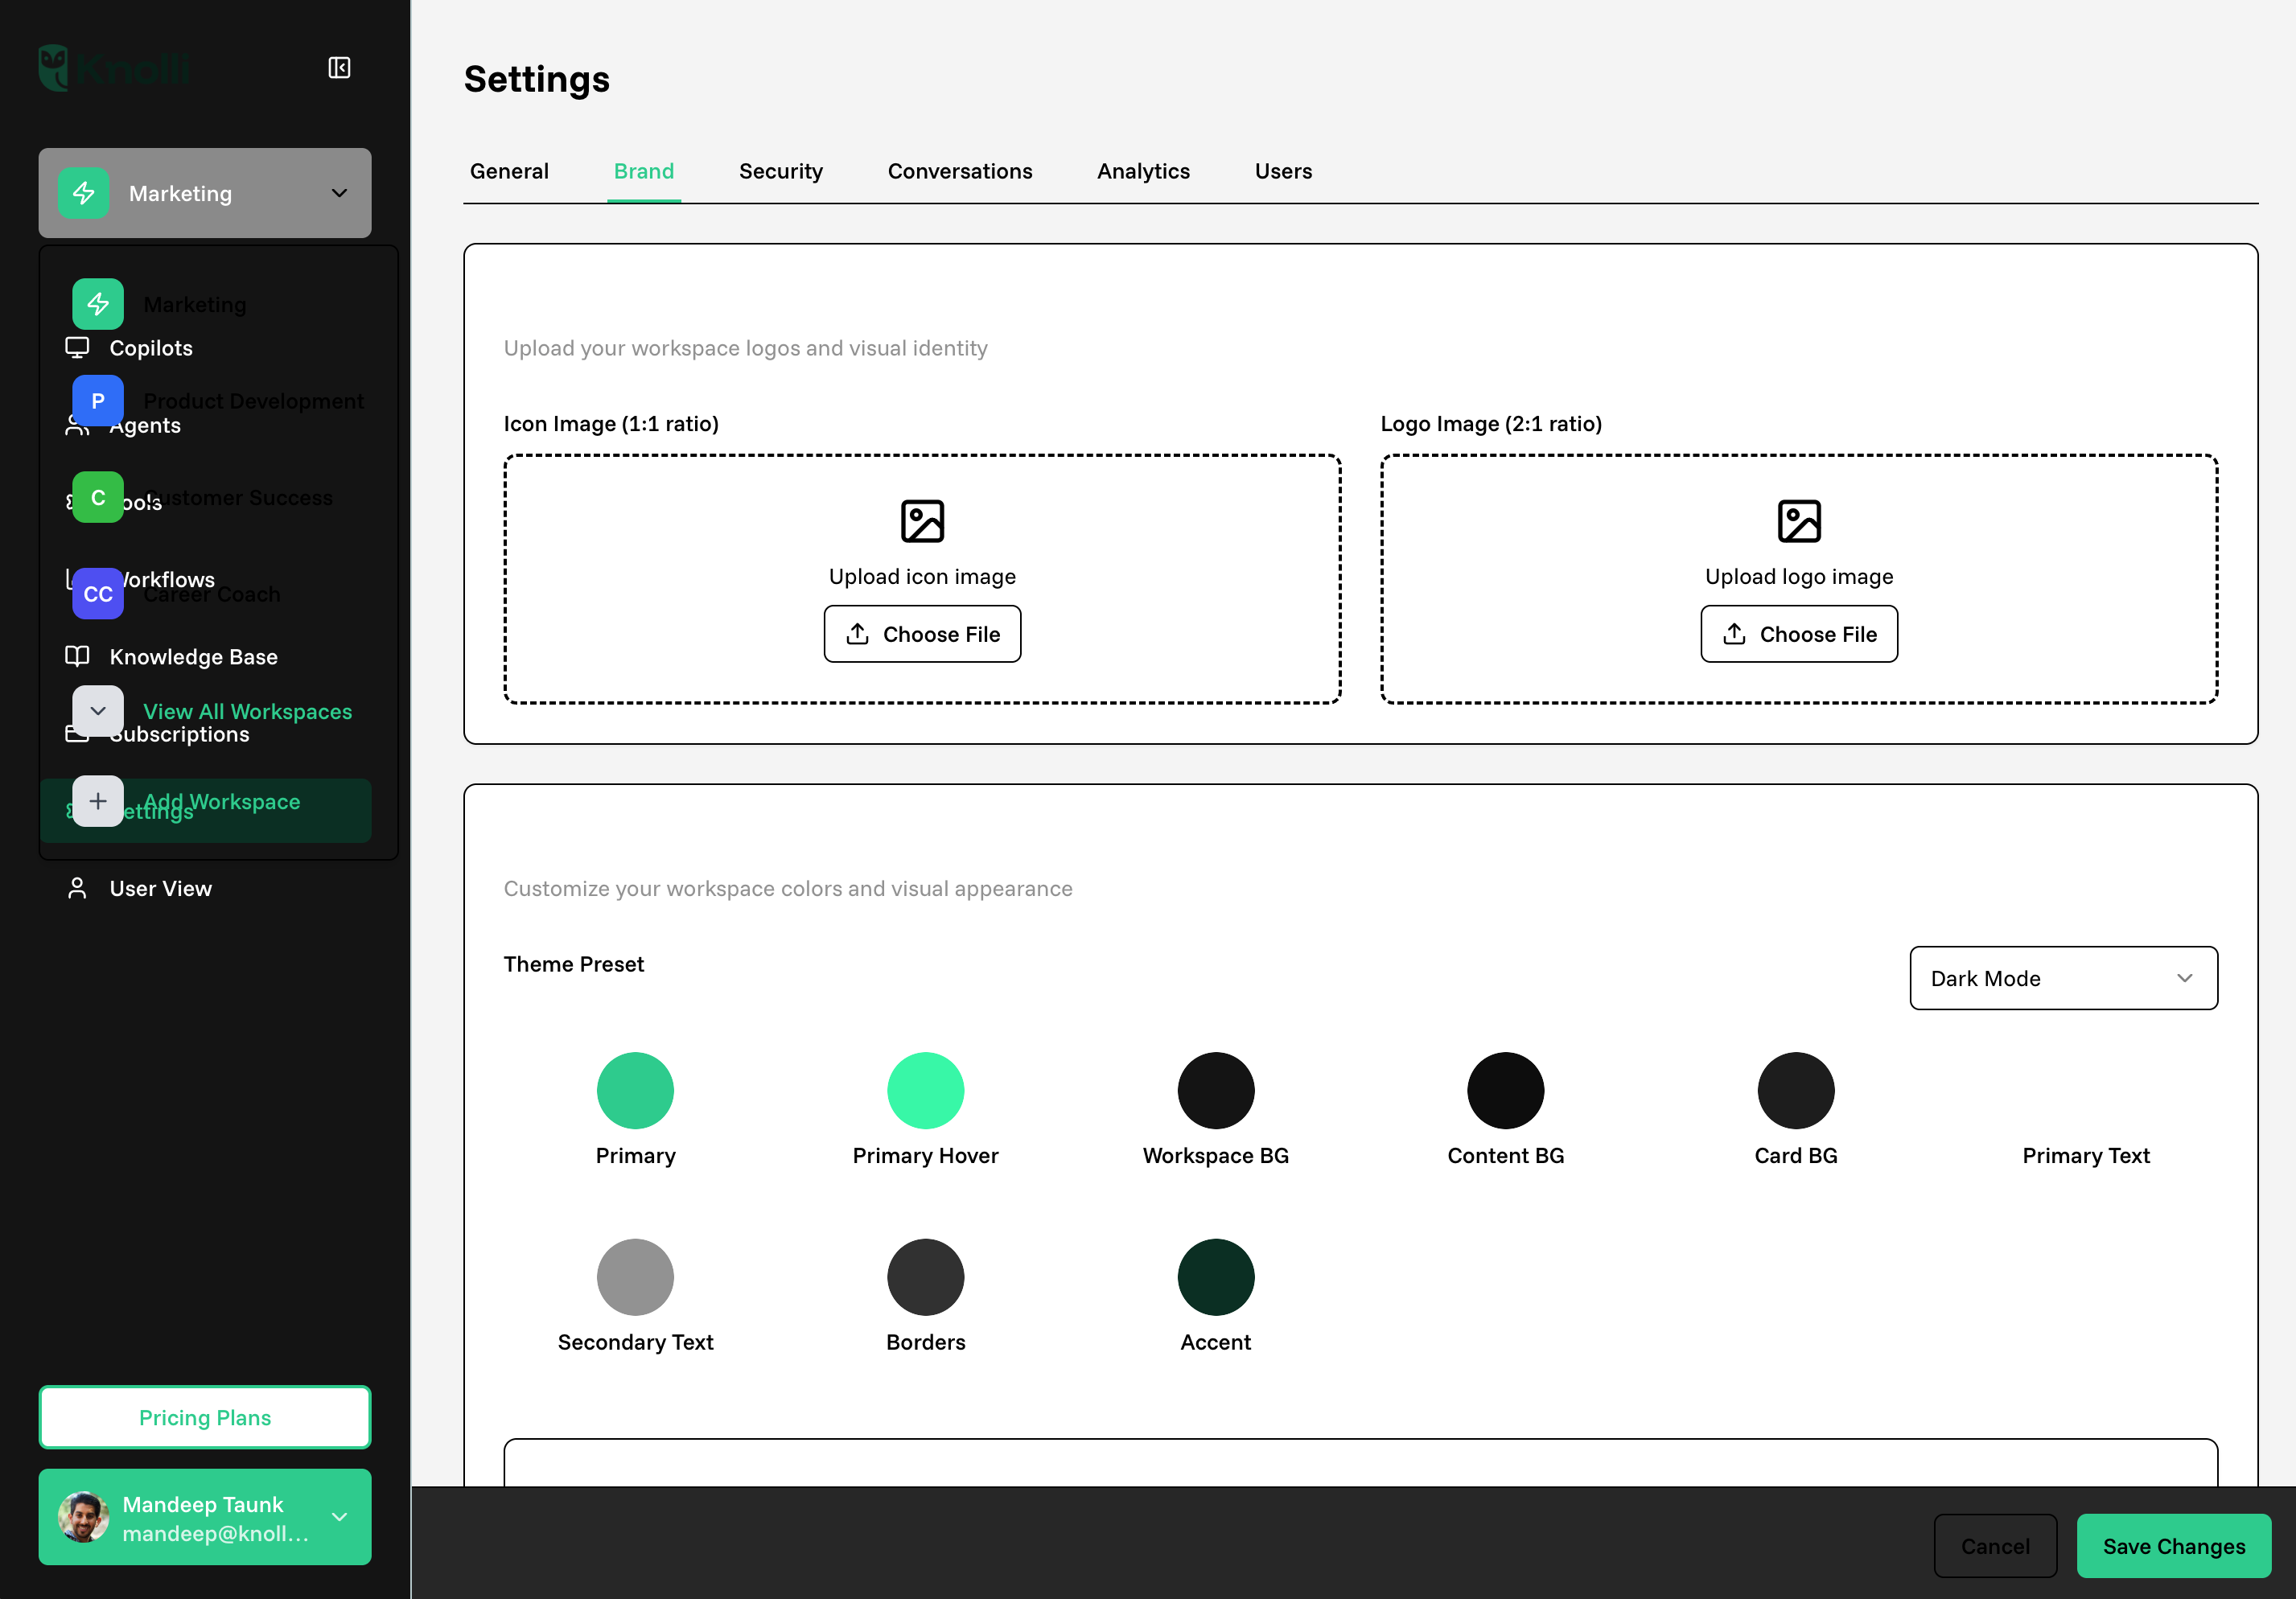 Knolli
Marketing
Marketing
Copilots
P
Product Development
Agents
C
Customer Success
Tools
Workflows
CC
Career Coach
Knowledge Base
View All Workspaces
Subscriptions
Add Workspace
Settings
User View
Pricing Plans
Mandeep Taunk
mandeep@knoll...
Settings
General Brand Security Conversations Analytics Users
Upload your workspace logos and visual identity
Icon Image (1:1 ratio)
Upload icon image
Choose File
Logo Image (2:1 ratio)
Upload logo image
Choose File
Customize your workspace colors and visual appearance
Theme Preset
Dark Mode
Primary
Primary Hover
Workspace BG
Content BG
Card BG
Primary Text
Secondary Text
Borders
Accent
Cancel
Save Changes